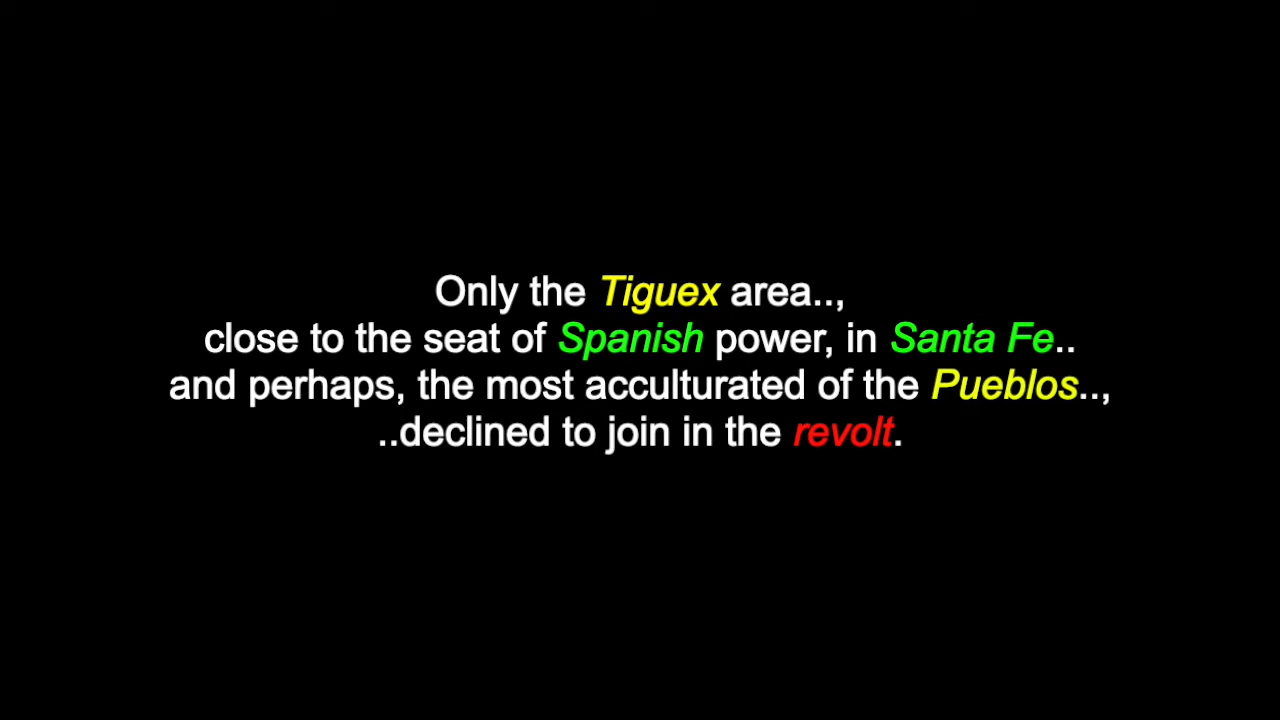 Only the Tiguex area..,
close to the seat of Spanish power, in Santa Fe..
and perhaps, the most acculturated of the Pueblos..,
..declined to join in the revolt.